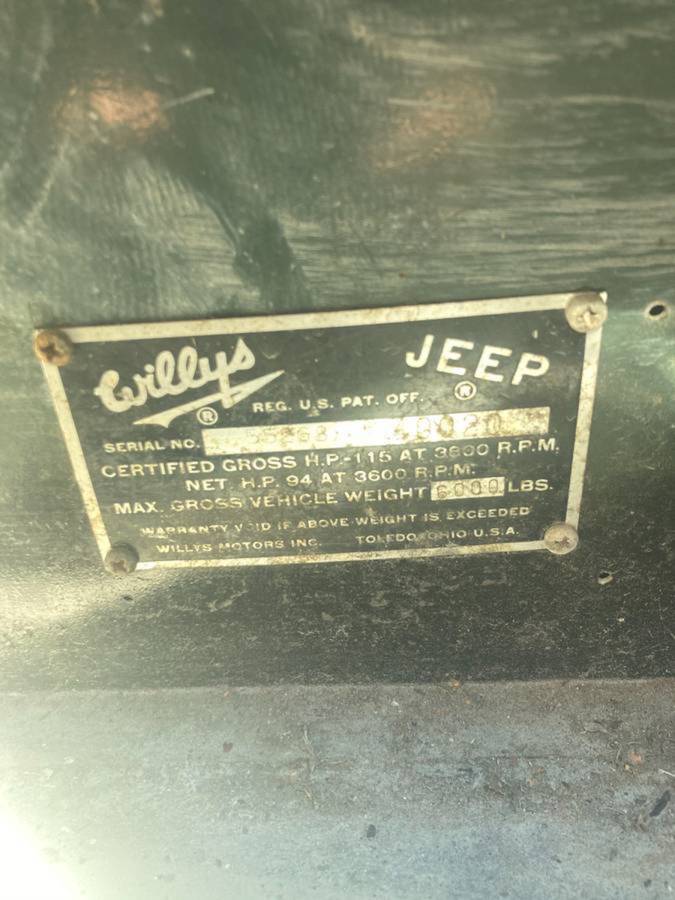 Willys JEEP
® REG. U.S. PAT. OFF. ®
SERIAL NO.
CERTIFIED GROSS H.P.-115 AT 3800 R.P.M.
NET. H.P. 94 AT 3600 R.P.M.
MAX. GROSS VEHICLE WEIGHT 6000 LBS.
WARRANTY VOID IF ABOVE WEIGHT IS EXCEEDED
WILLYS MOTORS INC. TOLEDO, OHIO U.S.A.